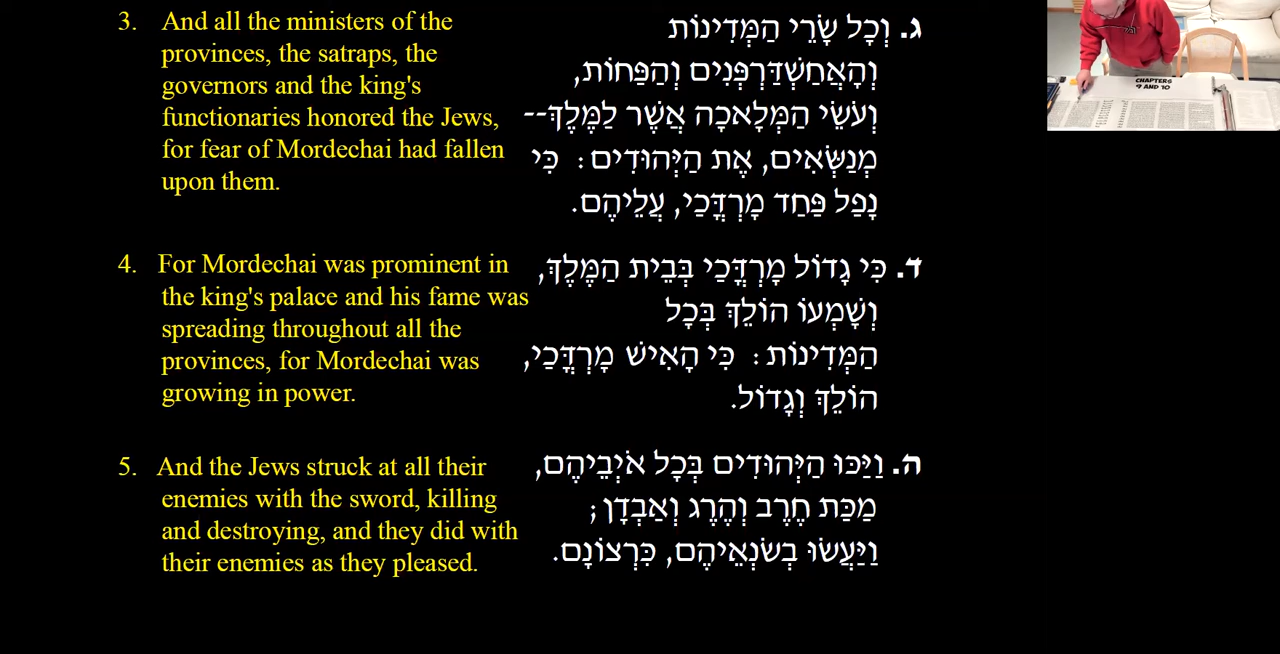 3. And all the ministers of the
provinces, the satraps, the
governors and the king's
functionaries honored the Jews,
for fear of Mordechai had fallen
upon them.
ג. וְכָל שָׂרֵי הַמְּדִינוֹת
וְהָאֲחַשְׁדַּרְפְּנִים וְהַפַּחוֹת,
וְעֹשֵׂי הַמְּלָאכָה אֲשֶׁר לַמֶּלֶךְ--
מְנַשְּׂאִים, אֶת הַיְּהוּדִים: כִּי
נָפַל פַּחַד מָרְדֳּכַי, עֲלֵיהֶם.
4. For Mordechai was prominent in
the king's palace and his fame was
spreading throughout all the
provinces, for Mordechai was
growing in power.
ד. כִּי גָדוֹל מָרְדֳּכַי בְּבֵית הַמֶּלֶךְ,
וְשָׁמְעוֹ הוֹלֵךְ בְּכָל
הַמְּדִינוֹת: כִּי הָאִישׁ מָרְדֳּכַי,
הוֹלֵךְ וְגָדוֹל.
5. And the Jews struck at all their
enemies with the sword, killing
and destroying, and they did with
their enemies as they pleased.
ה. וַיַּכּוּ הַיְּהוּדִים בְּכָל אֹיְבֵיהֶם,
מַכַּת חֶרֶב וְהֶרֶג וְאַבְדָן;
וַיַּעֲשׂוּ בְשֹׂנְאֵיהֶם, כִּרְצוֹנָם.
CHAPTERS
9 AND 10